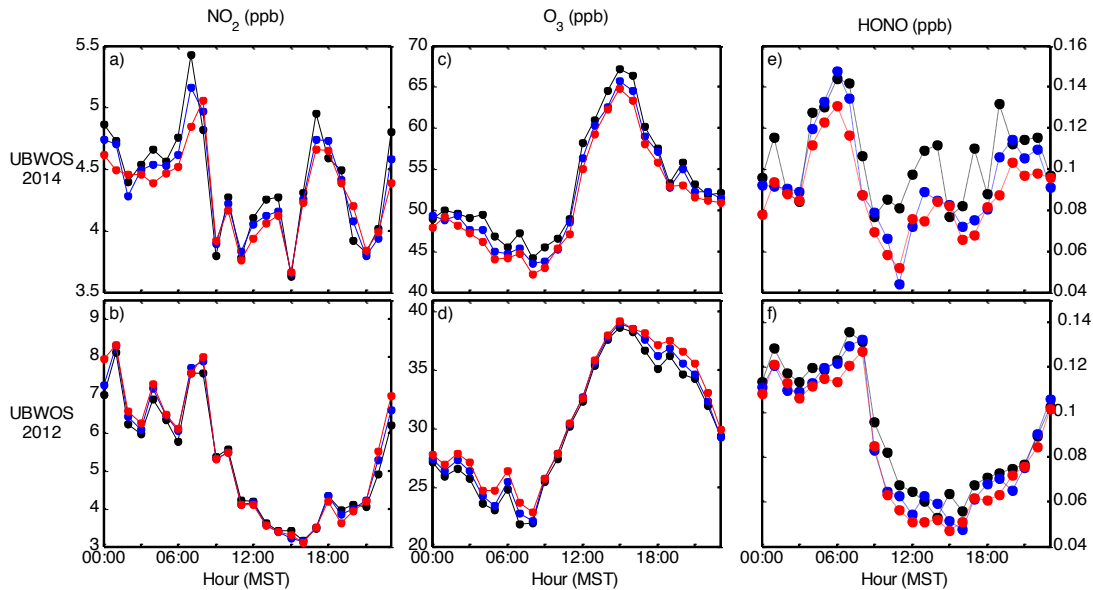 NO2 (ppb)
O3 (ppb)
HONO (ppb)
UBWOS
2014
a)
5.5
5
4.5
4
3.5
c)
70
65
60
55
50
45
40
e)
0.16
0.14
0.12
0.1
0.08
0.06
0.04
UBWOS
2012
b)
9
8
7
6
5
4
3
00:00 06:00 12:00 18:00
Hour (MST)
d)
40
35
30
25
20
00:00 06:00 12:00 18:00
Hour (MST)
f)
0.14
0.12
0.1
0.08
0.06
0.04
00:00 06:00 12:00 18:00
Hour (MST)